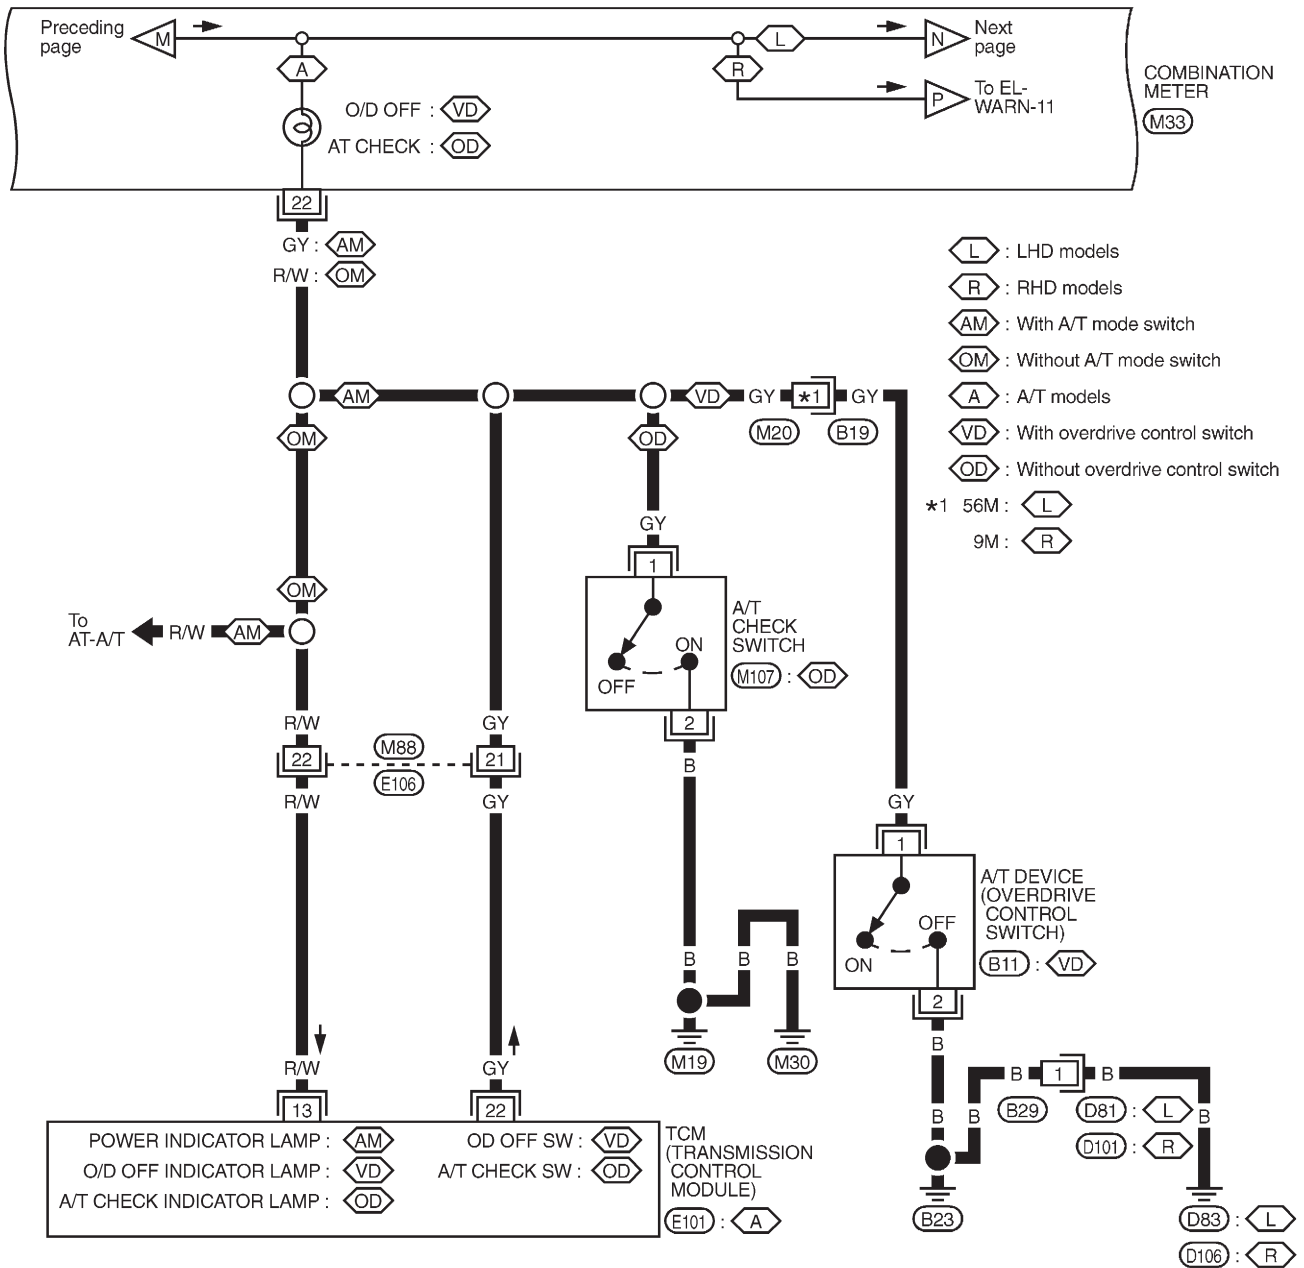 Preceding
page
M
L
N
Next
page
A
R
P
To EL-
WARN-11
COMBINATION
METER
M33
O/D OFF : VD
AT CHECK : OD
22
GY : AM
R/W : OM
L : LHD models
R : RHD models
AM : With A/T mode switch
OM : Without A/T mode switch
A : A/T models
VD : With overdrive control switch
OD : Without overdrive control switch
*1 56M : L
9M : R
AM
VD
GY
*1
GY
M20
B19
OM
OD
GY
1
A/T
CHECK
SWITCH
M107 : OD
ON
OFF
2
B
OM
To
AT-A/T
R/W
AM
R/W
GY
22
M88
E106
21
R/W
GY
GY
1
A/T DEVICE
(OVERDRIVE
CONTROL
SWITCH)
B11 : VD
OFF
ON
2
B
B
B
B
M19
M30
B
1
B
B29
D81 : L
D101 : R
B
B
B
B23
D83 : L
D106 : R
R/W
GY
13
22
POWER INDICATOR LAMP : AM
O/D OFF INDICATOR LAMP : VD
A/T CHECK INDICATOR LAMP : OD
OD OFF SW : VD
A/T CHECK SW : OD
TCM
(TRANSMISSION
CONTROL
MODULE)
E101 : A